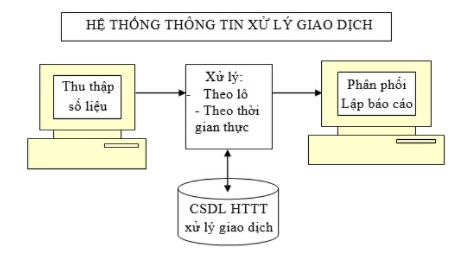 HỆ THỐNG THÔNG TIN XỬ LÝ GIAO DỊCH
Thu thập
số liệu
Xử lý:
- Theo lô
- Theo thời
gian thực
Phân phối
Lập báo cáo
CSDL HTTT
xử lý giao dịch